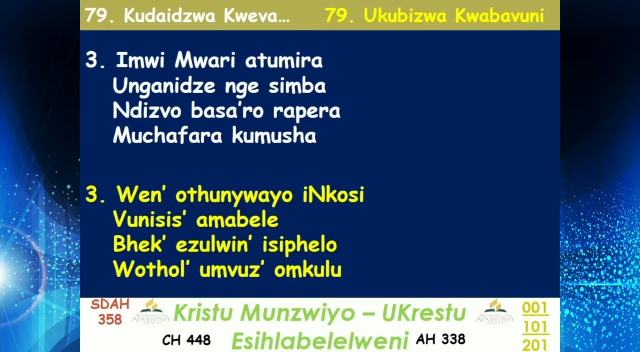 79. Kudaidzwa Kweva… 79. Ukubizwa Kwabavuni
3. Imwi Mwari atumira
Unganidze nge simba
Ndizvo basa’ro rapera
Muchafara kumusha
3. Wen’ othunywayo iNkosi
Vunisis’ amabele
Bhek’ ezulwin’ isiphelo
Wothol’ umvuz’ omkulu
SDAH
358
Kristu Munzwiyo – UKrestu
Esihlabelelweni
CH 448
AH 338
001
101
201